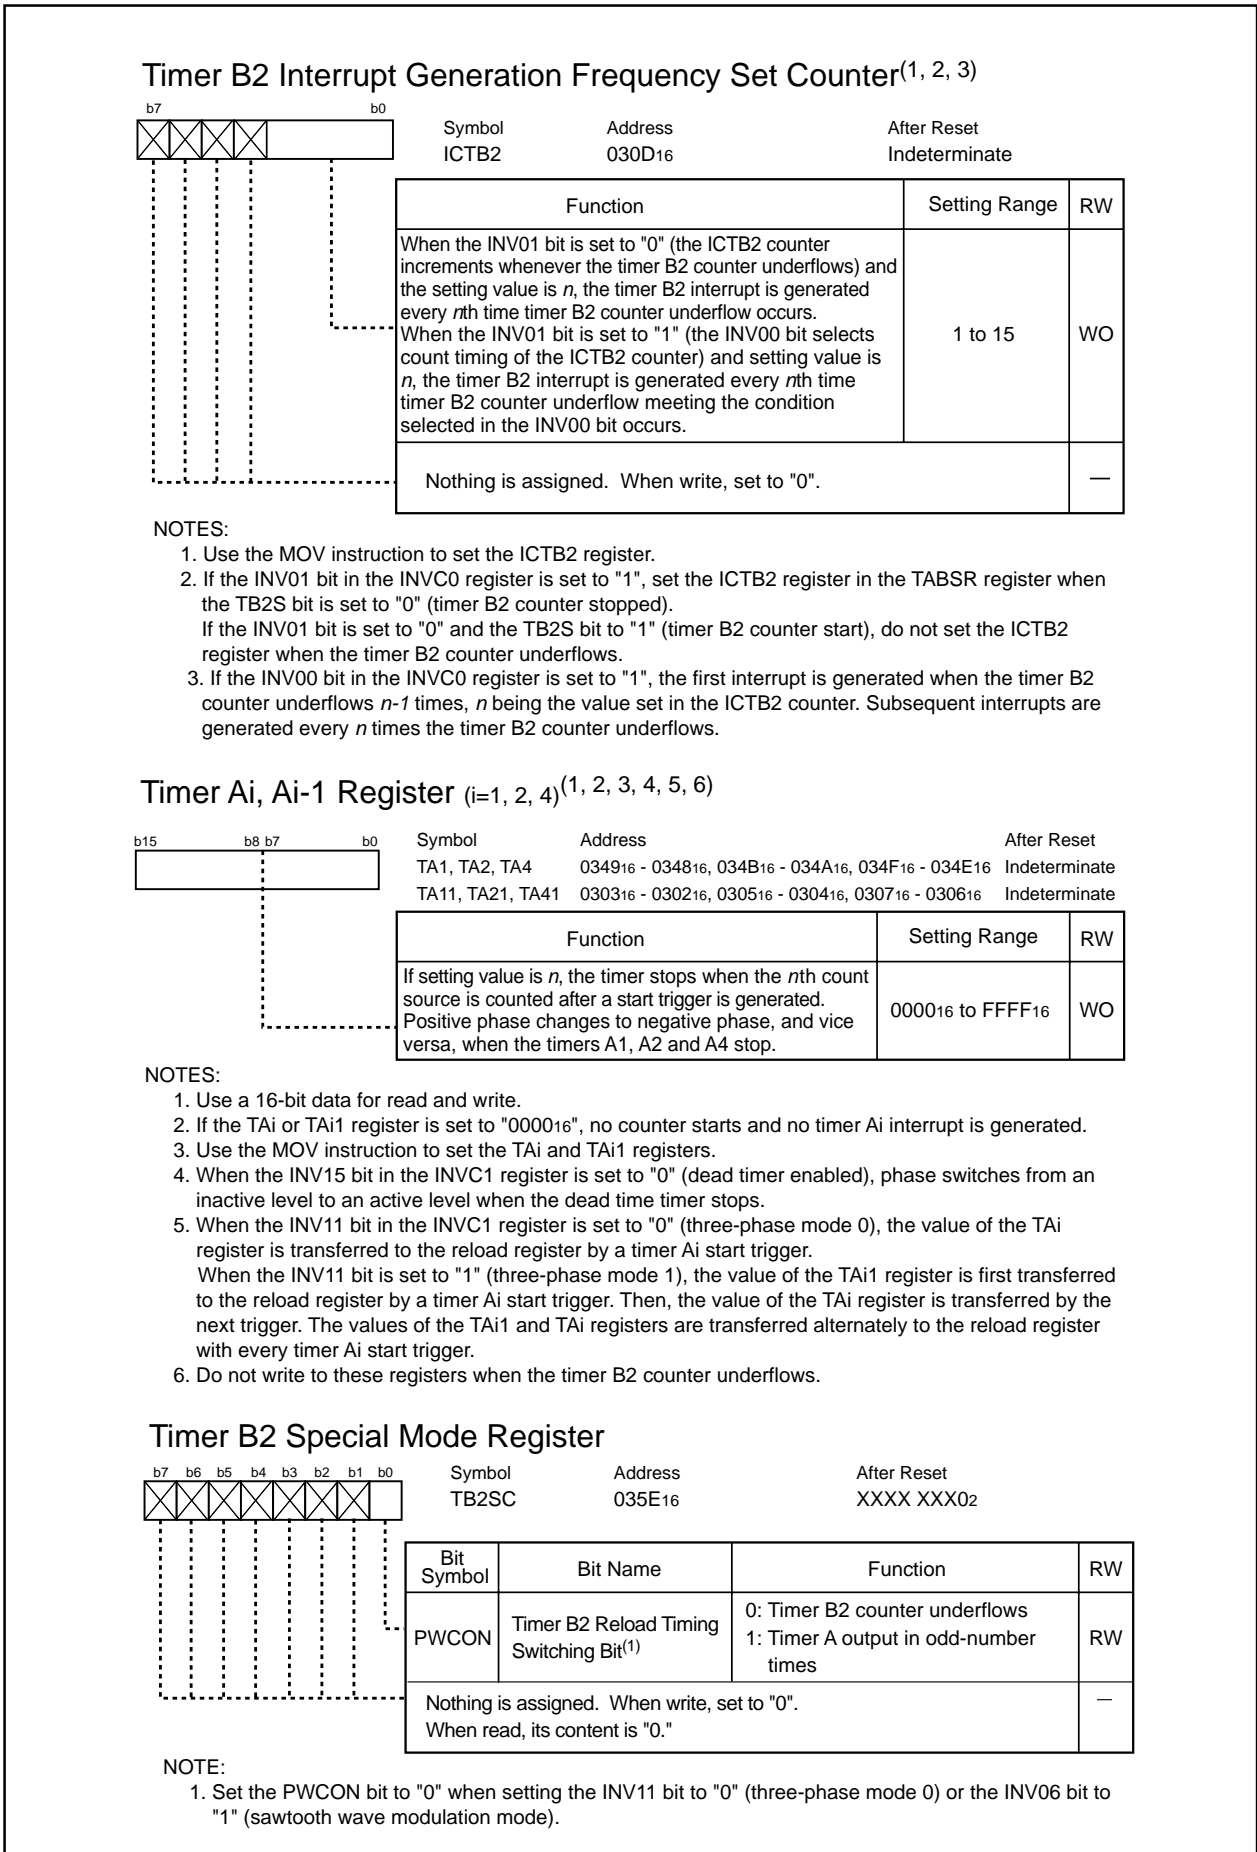 Timer B2 Interrupt Generation Frequency Set Counter(1, 2, 3)
b7 b0
Symbol Address After Reset
ICTB2 030D16 Indeterminate
Function Setting Range RW
When the INV01 bit is set to "0" (the ICTB2 counter
increments whenever the timer B2 counter underflows) and
the setting value is n, the timer B2 interrupt is generated
every nth time timer B2 counter underflow occurs.
When the INV01 bit is set to "1" (the INV00 bit selects
count timing of the ICTB2 counter) and setting value is
n, the timer B2 interrupt is generated every nth time
timer B2 counter underflow meeting the condition
selected in the INV00 bit occurs.
1 to 15 WO
Nothing is assigned. When write, set to "0". —
NOTES:
1. Use the MOV instruction to set the ICTB2 register.
2. If the INV01 bit in the INVC0 register is set to "1", set the ICTB2 register in the TABSR register when
the TB2S bit is set to "0" (timer B2 counter stopped).
If the INV01 bit is set to "0" and the TB2S bit to "1" (timer B2 counter start), do not set the ICTB2
register when the timer B2 counter underflows.
3. If the INV00 bit in the INVC0 register is set to "1", the first interrupt is generated when the timer B2
counter underflows n-1 times, n being the value set in the ICTB2 counter. Subsequent interrupts are
generated every n times the timer B2 counter underflows.
Timer Ai, Ai-1 Register (i=1, 2, 4)(1, 2, 3, 4, 5, 6)
b15 b8 b7 b0
Symbol Address After Reset
TA1, TA2, TA4 034916 - 034816, 034B16 - 034A16, 034F16 - 034E16 Indeterminate
TA11, TA21, TA41 030316 - 030216, 030516 - 030416, 030716 - 030616 Indeterminate
Function Setting Range RW
If setting value is n, the timer stops when the nth count
source is counted after a start trigger is generated.
Positive phase changes to negative phase, and vice
versa, when the timers A1, A2 and A4 stop.
000016 to FFFF16 WO
NOTES:
1. Use a 16-bit data for read and write.
2. If the TAi or TAi1 register is set to "000016", no counter starts and no timer Ai interrupt is generated.
3. Use the MOV instruction to set the TAi and TAi1 registers.
4. When the INV15 bit in the INVC1 register is set to "0" (dead timer enabled), phase switches from an
inactive level to an active level when the dead time timer stops.
5. When the INV11 bit in the INVC1 register is set to "0" (three-phase mode 0), the value of the TAi
register is transferred to the reload register by a timer Ai start trigger.
When the INV11 bit is set to "1" (three-phase mode 1), the value of the TAi1 register is first transferred
to the reload register by a timer Ai start trigger. Then, the value of the TAi register is transferred by the
next trigger. The values of the TAi1 and TAi registers are transferred alternately to the reload register
with every timer Ai start trigger.
6. Do not write to these registers when the timer B2 counter underflows.
Timer B2 Special Mode Register
b7 b6 b5 b4 b3 b2 b1 b0
Symbol Address After Reset
TB2SC 035E16 XXXX XXX02
Bit Symbol Bit Name Function RW
PWCON
Timer B2 Reload Timing
Switching Bit(1)
0: Timer B2 counter underflows
1: Timer A output in odd-number
times
RW
Nothing is assigned. When write, set to "0".
When read, its content is "0."
—
NOTE:
1. Set the PWCON bit to "0" when setting the INV11 bit to "0" (three-phase mode 0) or the INV06 bit to
"1" (sawtooth wave modulation mode).